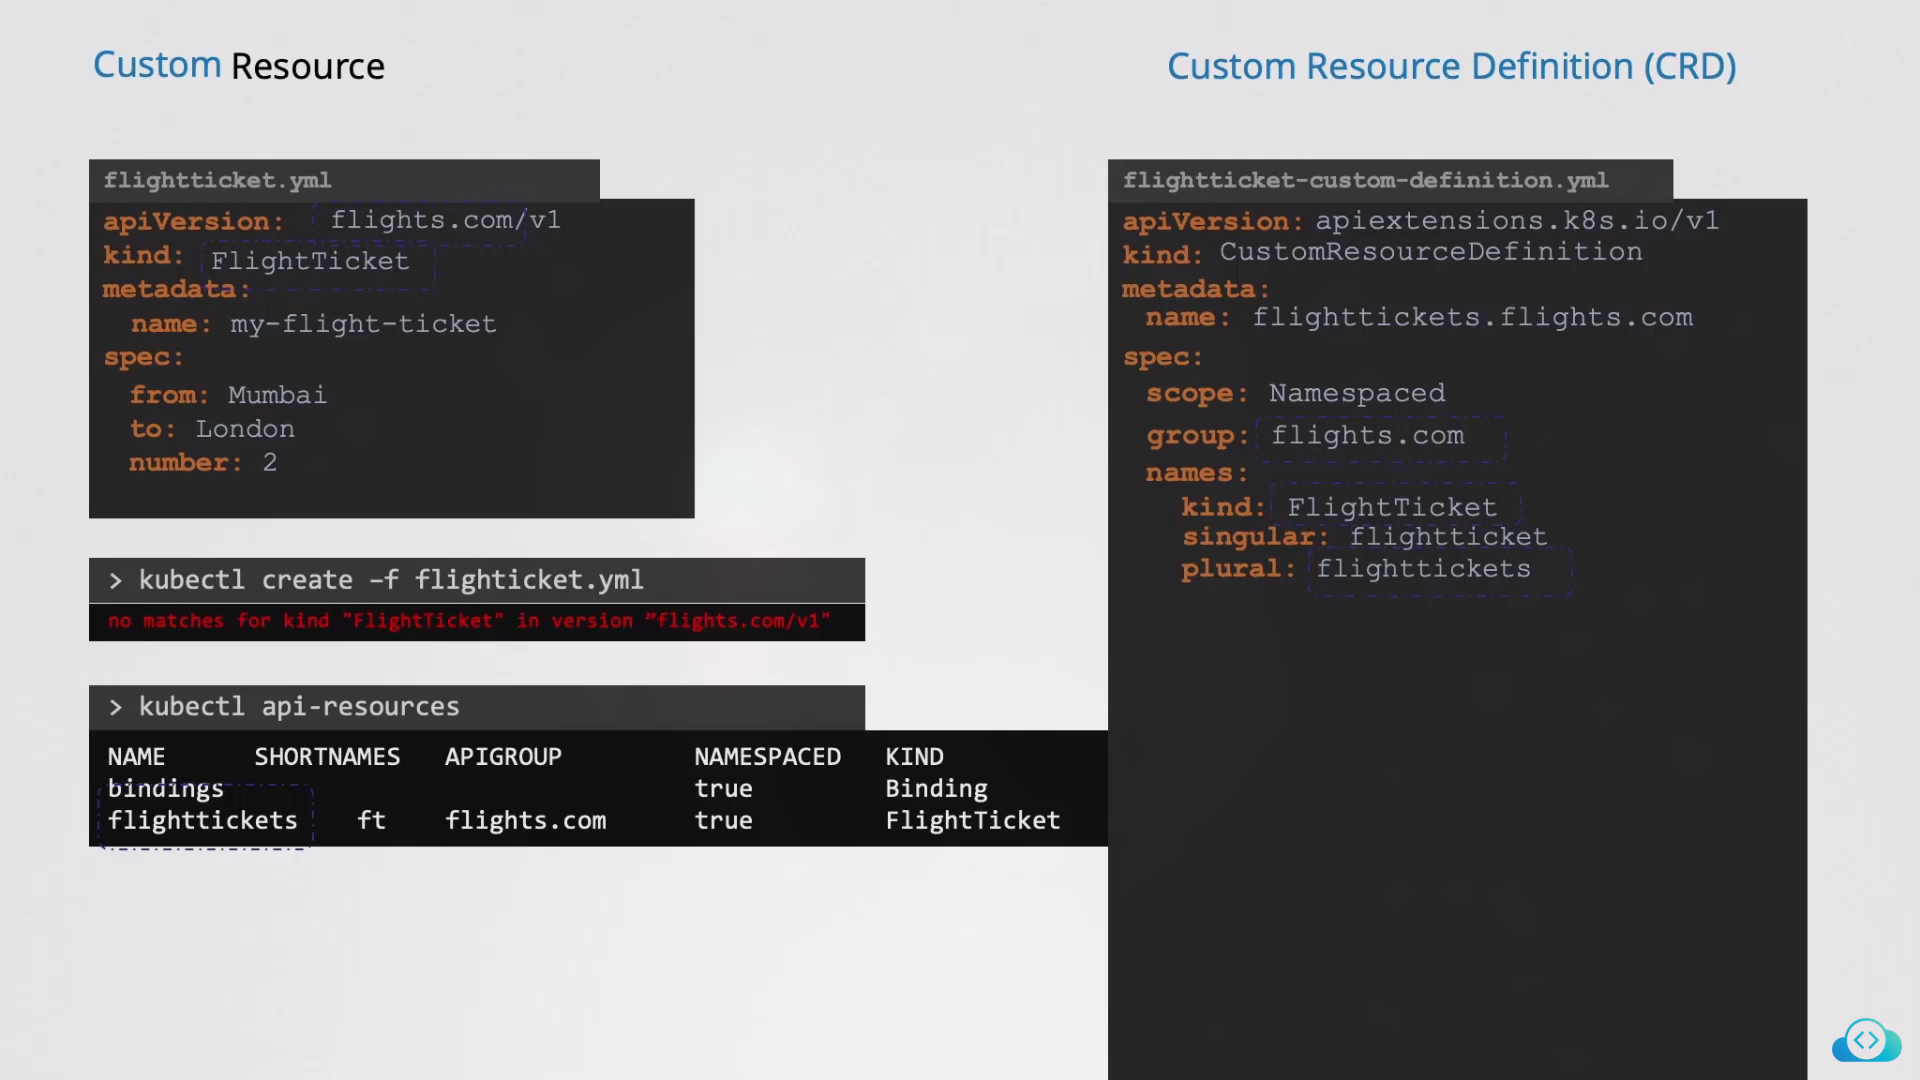 Custom Resource
flightticket.yml
apiVersion: flights.com/v1
kind: FlightTicket
metadata:
name: my-flight-ticket
spec:
from: Mumbai
to: London
number: 2
> kubectl create –f flighticket.yml
no matches for kind "FlightTicket" in version ”flights.com/v1"
> kubectl api-resources
NAME SHORTNAMES APIGROUP NAMESPACED KIND
bindings true Binding
flighttickets ft flights.com true FlightTicket
Custom Resource Definition (CRD)
flightticket-custom-definition.yml
apiVersion: apiextensions.k8s.io/v1
kind: CustomResourceDefinition
metadata:
name: flighttickets.flights.com
spec:
scope: Namespaced
group: flights.com
names:
kind: FlightTicket
singular: flightticket
plural: flighttickets